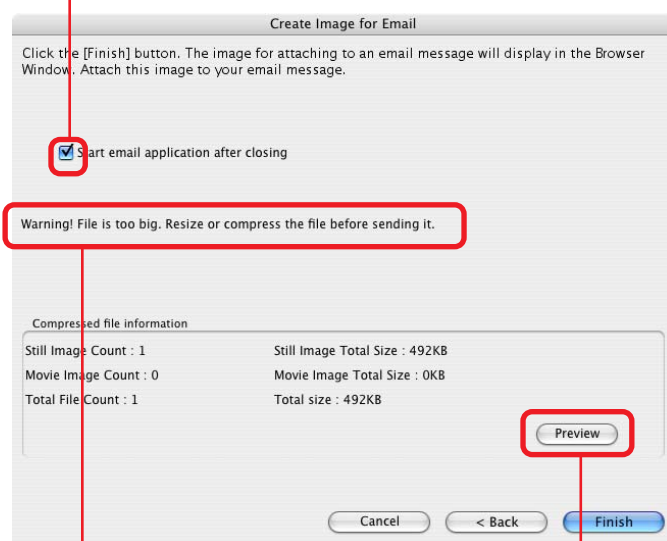 Create Image for Email
Click the [Finish] button. The image for attaching to an email message will display in the Browser
Window. Attach this image to your email message.
Start email application after closing
Warning! File is too big. Resize or compress the file before sending it.
Compressed file information
Still Image Count : 1
Still Image Total Size : 492KB
Movie Image Count : 0
Movie Image Total Size : 0KB
Total File Count : 1
Total size : 492KB
Preview
Cancel
< Back
Finish